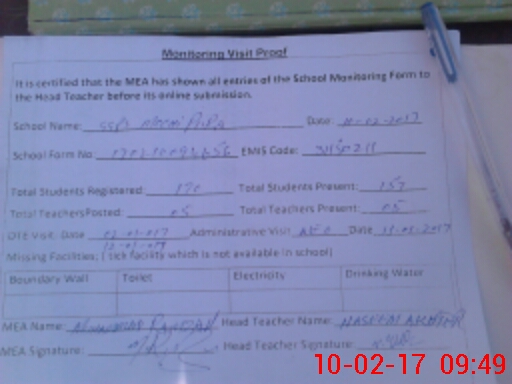 Monitoring Visit Proof
It is certified that the MEA has shown all entries of the School Monitoring Form to
the Head Teacher before its online submission.
School Name: Date: 10-02-2017
School Form No: EMIS Code:
Total Students Registered: 170 Total Students Present: 157
Total Teachers Posted: 05 Total Teachers Present: 05
DTE Visit Date Administrative Visit AEO Date
Missing Facilities: ( tick facility which is not available in school)
Boundary Wall Toilet Electricity Drinking Water
MEA Name: Head Teacher Name: NASEEM AKHTAR
MEA Signature: Head Teacher Signature:
10-02-17 09:49